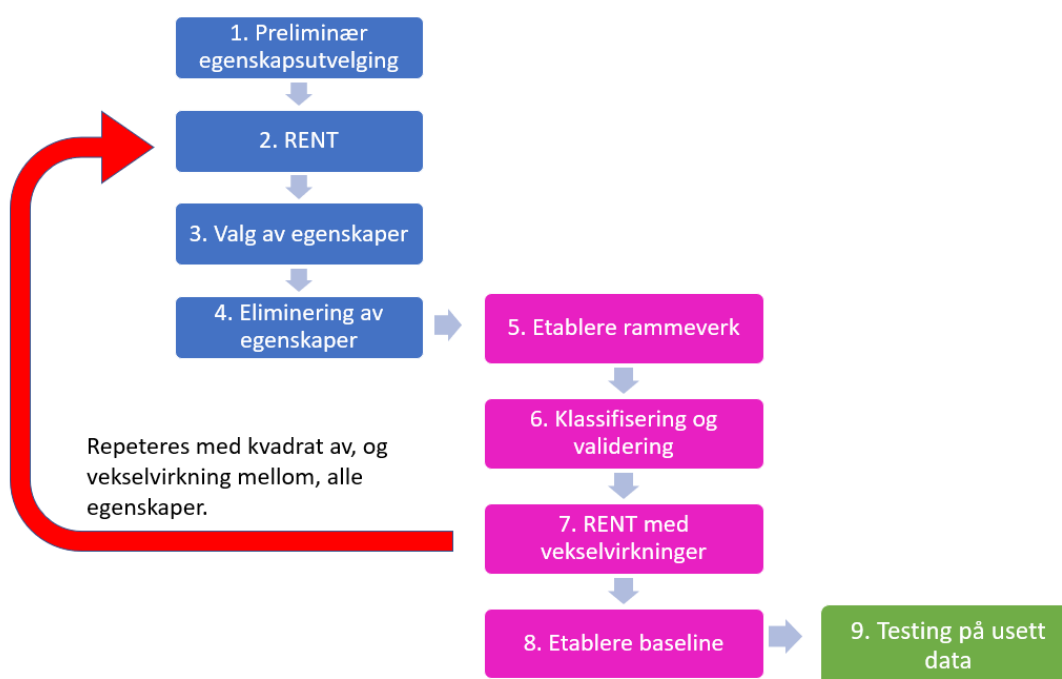 1. Preliminær
egenskapsutvelging
2. RENT
3. Valg av egenskaper
4. Eliminering av
egenskaper
5. Etablere rammeverk
6. Klassifisering og
validering
Repeteres med kvadrat av, og
vekselvirkning mellom, alle
egenskaper.
7. RENT med
vekselvirkninger
8. Etablere baseline
9. Testing på usett
data